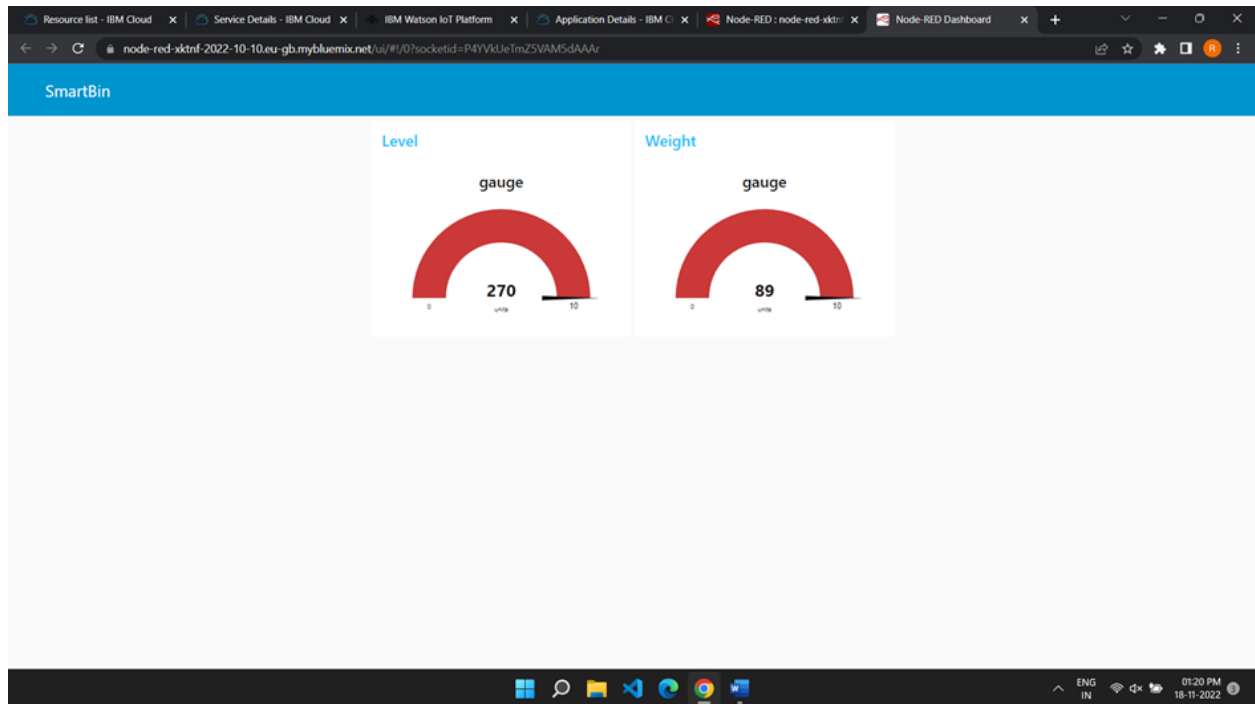 Resource list - IBM Cloud
Service Details - IBM Cloud
IBM Watson IoT Platform
Application Details - IBM Cl
Node-RED : node-red-xktn
Node-RED Dashboard
node-red-xktnf-2022-10-10.eu-gb.mybluemix.net/ui/#!/0?socketid=P4YVkUeTmZ5VAM5dAAAr
R
SmartBin
Level
gauge
270
units
0
10
Weight
gauge
89
units
0
10
ENG
IN
01:20 PM
18-11-2022
3